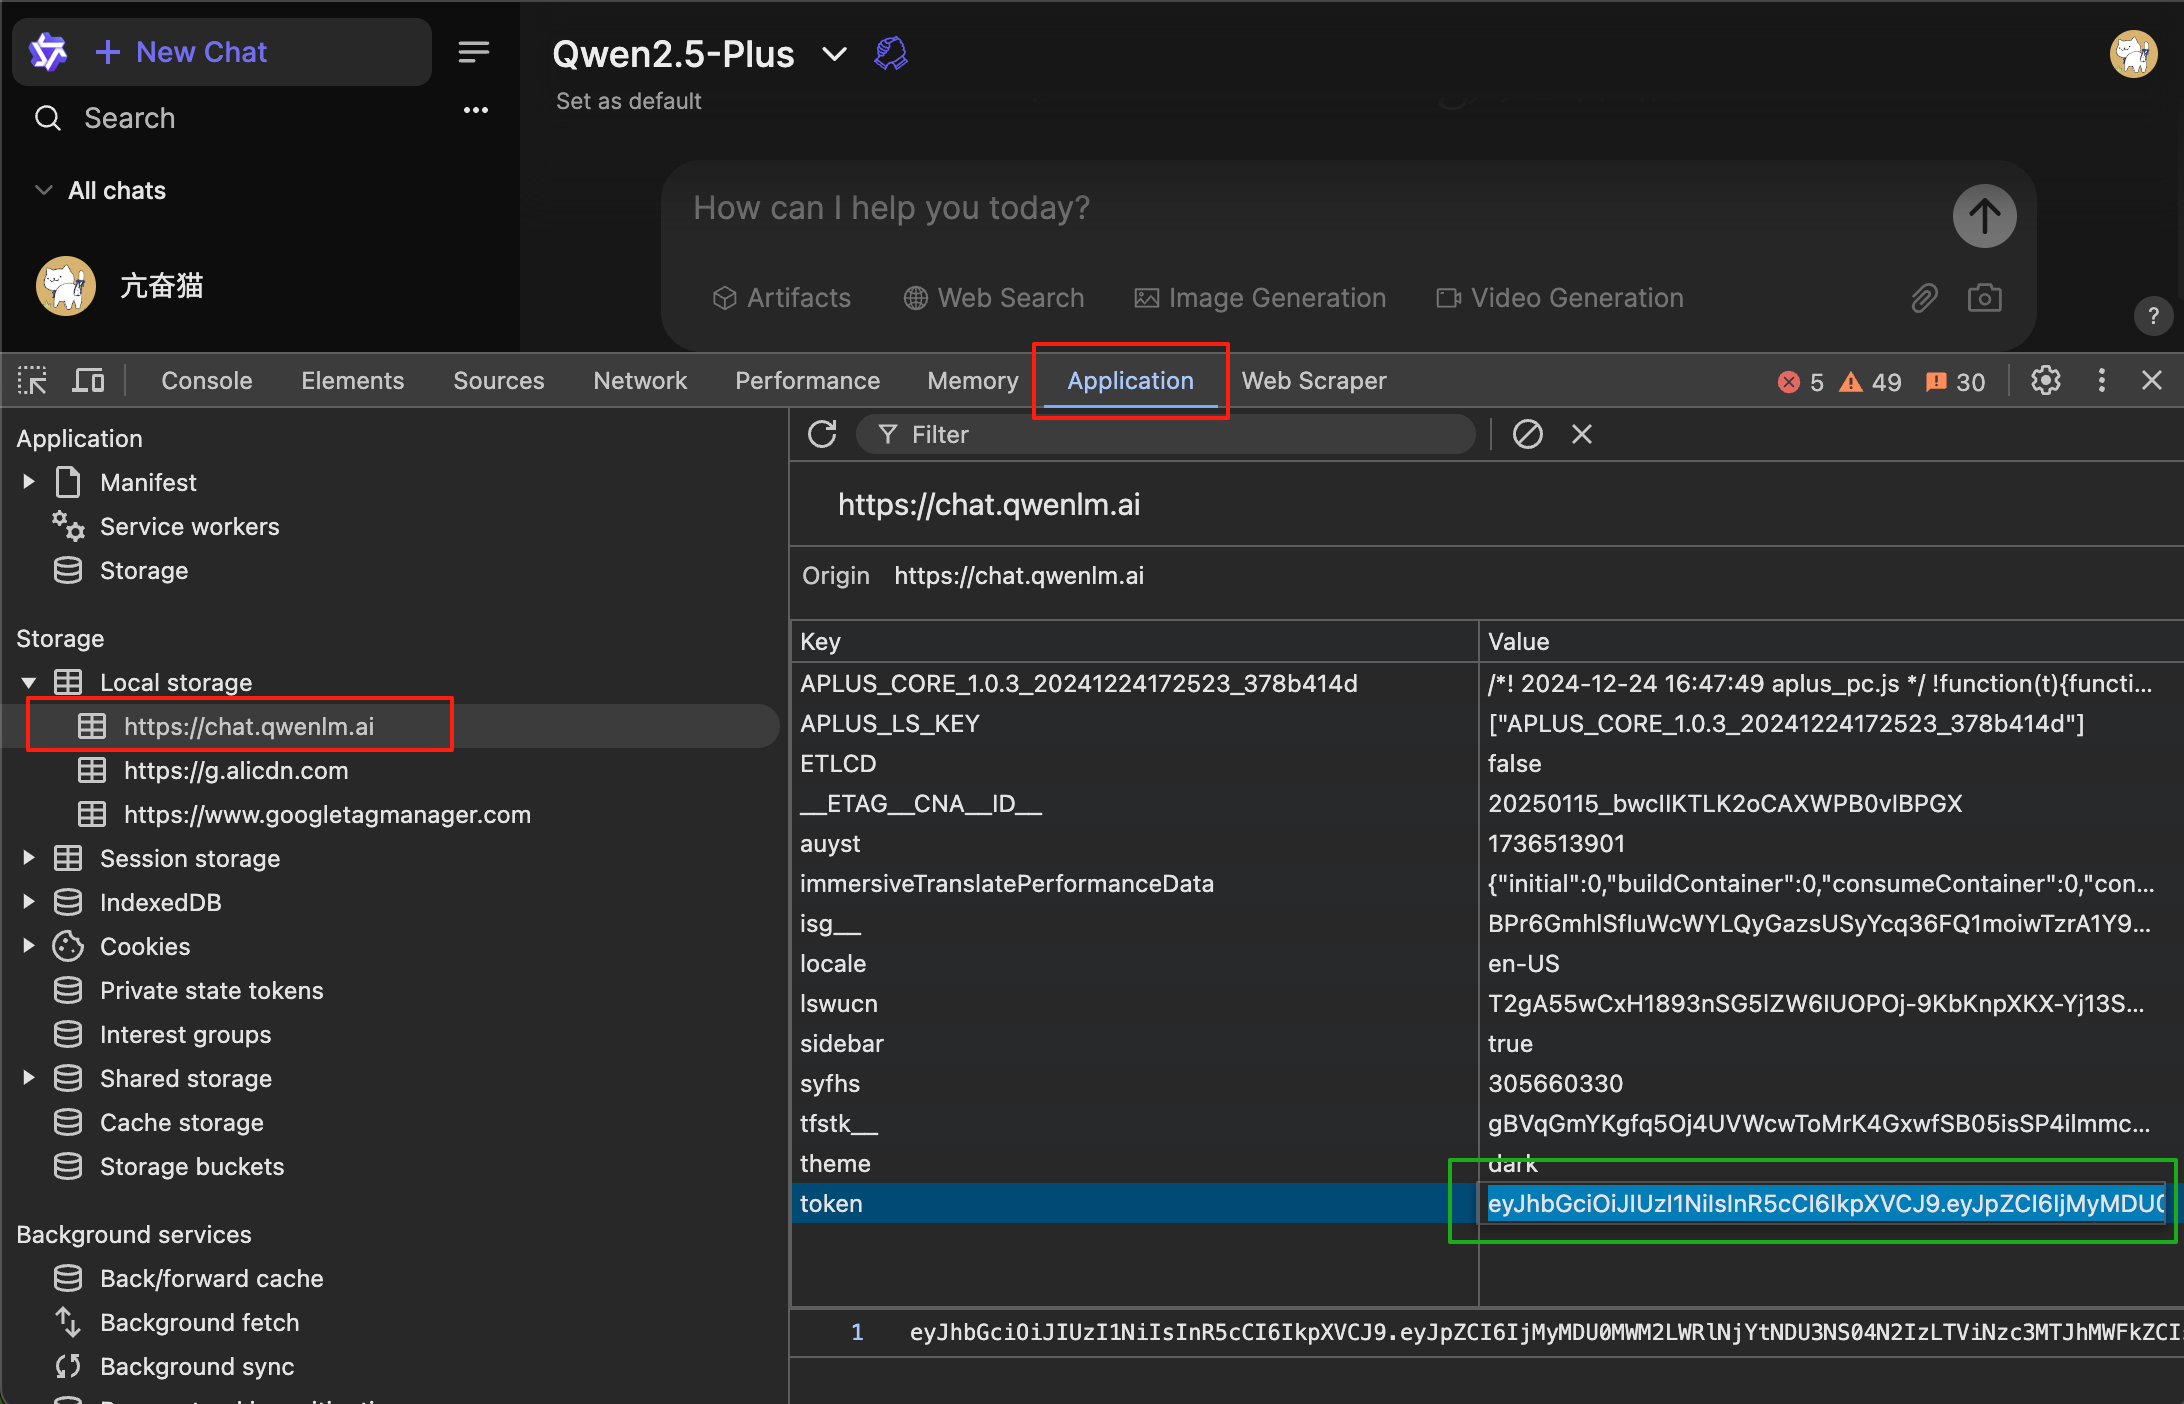 New Chat
Search
All chats
亢奋猫
Qwen2.5-Plus
Set as default
How can I help you today?
Artifacts Web Search Image Generation Video Generation
?
Console Elements Sources Network Performance Memory Application Web Scraper 5 49 30
Application
Manifest
Service workers
Storage
Storage
Local storage
https://chat.qwenlm.ai
https://g.alicdn.com
https://www.googletagmanager.com
Session storage
IndexedDB
Cookies
Private state tokens
Interest groups
Shared storage
Cache storage
Storage buckets
Background services
Back/forward cache
Background fetch
Background sync
Filter
https://chat.qwenlm.ai
Origin https://chat.qwenlm.ai
Key Value
APLUS_CORE_1.0.3_20241224172523_378b414d /*! 2024-12-24 16:47:49 aplus_pc.js */ !function(t){functi...
APLUS_LS_KEY ["APLUS_CORE_1.0.3_20241224172523_378b414d"]
ETLCD false
__ETAG__CNA__ID__ 20250115_bwcIIKTLK2oCAXWPB0vIBPGX
auyst 1736513901
immersiveTranslatePerformanceData {"initial":0,"buildContainer":0,"consumeContainer":0,"con...
isg__ BPr6GmhlSfIuWcWYLQyGazsUSyYcq36FQ1moiwTzrA1Y9...
locale en-US
lswucn T2gA55wCxH1893nSG5lZW6IUOPOj-9KbKnpXKX-Yj13S...
sidebar true
syfhs 305660330
tfstk__ gBVqGmYKgfq5Oj4UVWcwToMrK4GxwfSB05isSP4ilmmc...
theme dark
token eyJhbGciOiJIUzI1NiIsInR5cCI6IkpXVCJ9.eyJpZCI6IjMyMDU0
1 eyJhbGciOiJIUzI1NiIsInR5cCI6IkpXVCJ9.eyJpZCI6IjMyMDU0MWM2LWRlNjYtNDU3NS04N2IzLTViNzc3MTJhMWFkZCI